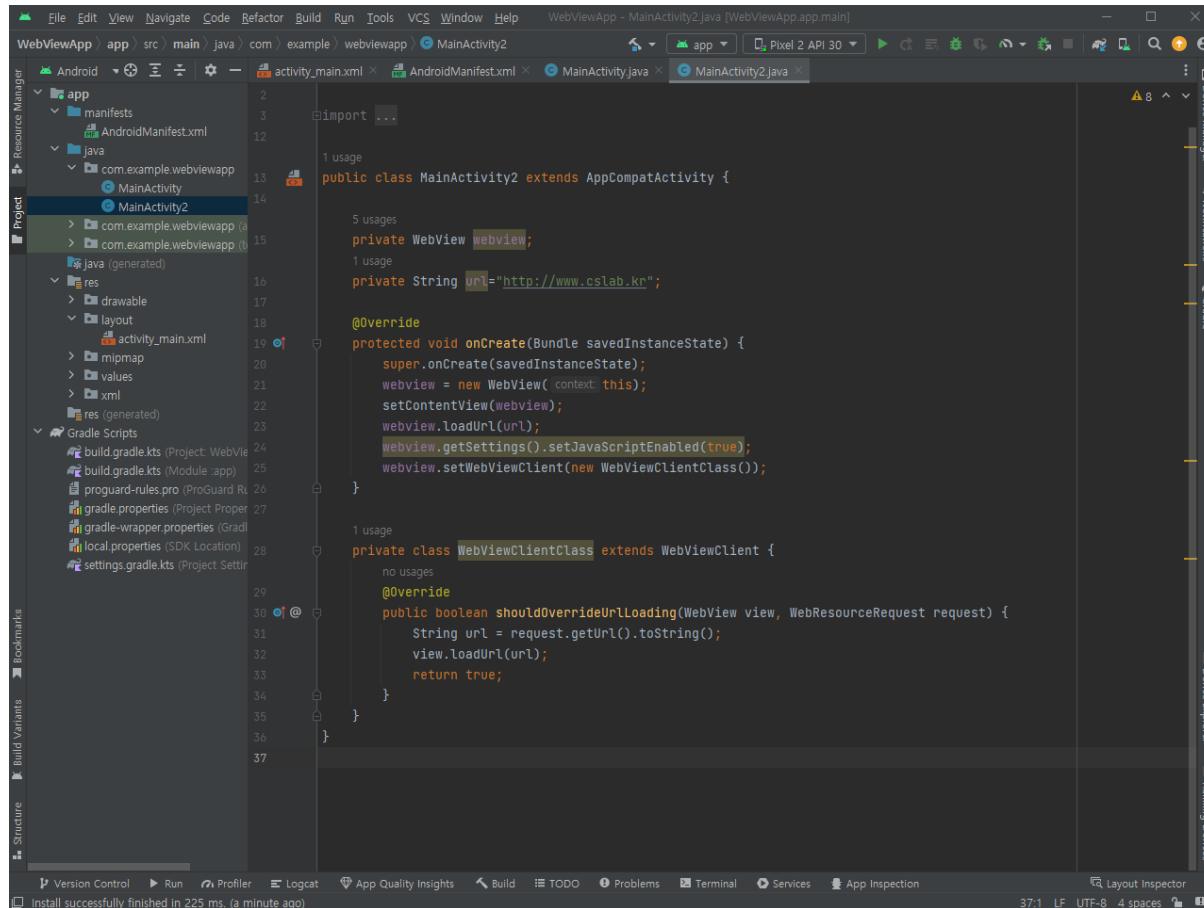 File Edit View Navigate Code Refactor Build Run Tools VCS Window Help WebViewApp – MainActivity2.java [WebViewApp.app.main]
WebViewApp app src main java com example webviewapp MainActivity2 app Pixel 2 API 30
Android activity_main.xml AndroidManifest.xml MainActivity.java MainActivity2.java
Resource Manager
Project
Bookmarks
Build Variants
Structure
app
manifests
AndroidManifest.xml
java
com.example.webviewapp
MainActivity
MainActivity2
com.example.webviewapp (a
com.example.webviewapp (t
java (generated)
res
drawable
layout
activity_main.xml
mipmap
values
xml
res (generated)
Gradle Scripts
build.gradle.kts (Project: WebVie
build.gradle.kts (Module :app)
proguard-rules.pro (ProGuard Ru
gradle.properties (Project Proper
gradle-wrapper.properties (Gradl
local.properties (SDK Location)
settings.gradle.kts (Project Settin
8
2
3 import ...
12
1 usage
13 public class MainActivity2 extends AppCompatActivity {
14
5 usages
15 private WebView webview;
1 usage
16 private String url="http://www.cslab.kr";
17
18 @Override
19 protected void onCreate(Bundle savedInstanceState) {
20 super.onCreate(savedInstanceState);
21 webview = new WebView( context: this);
22 setContentView(webview);
23 webview.loadUrl(url);
24 webview.getSettings().setJavaScriptEnabled(true);
25 webview.setWebViewClient(new WebViewClientClass());
26 }
27
1 usage
28 private class WebViewClientClass extends WebViewClient {
no usages
29 @Override
30 @ public boolean shouldOverrideUrlLoading(WebView view, WebResourceRequest request) {
31 String url = request.getUrl().toString();
32 view.loadUrl(url);
33 return true;
34 }
35 }
36 }
37
Version Control Run Profiler Logcat App Quality Insights Build TODO Problems Terminal Services App Inspection Layout Inspector
Install successfully finished in 225 ms. (a minute ago) 37:1 LF UTF-8 4 spaces